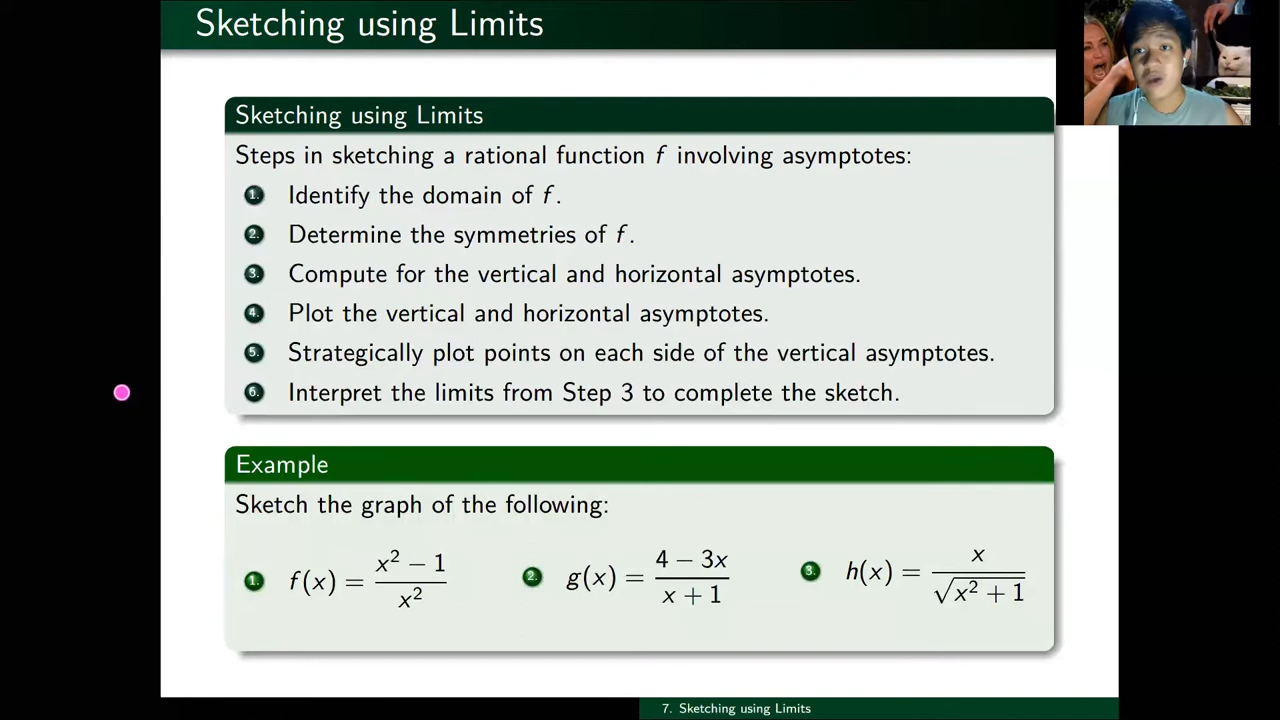 Sketching using Limits
Sketching using Limits
Steps in sketching a rational function f involving asymptotes:
1. Identify the domain of f.
2. Determine the symmetries of f.
3. Compute for the vertical and horizontal asymptotes.
4. Plot the vertical and horizontal asymptotes.
5. Strategically plot points on each side of the vertical asymptotes.
6. Interpret the limits from Step 3 to complete the sketch.
Example
Sketch the graph of the following:
1. f(x) = (x² − 1)/x²
2. g(x) = (4 − 3x)/(x + 1)
3. h(x) = x/√(x² + 1)
7. Sketching using Limits